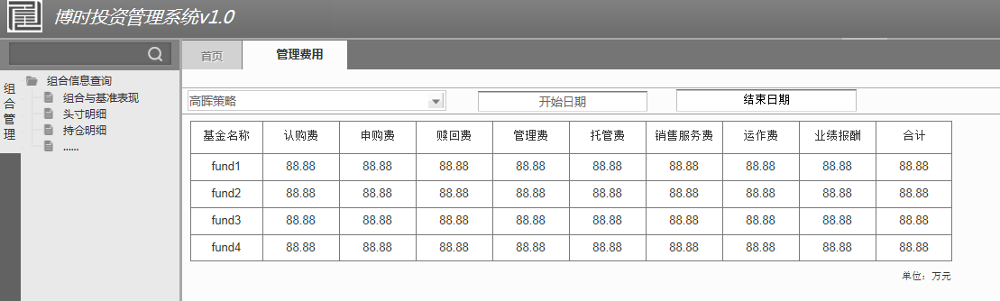 博时投资管理系统v1.0
首页 管理费用
组合管理
组合信息查询
组合与基准表现
头寸明细
持仓明细
......
高晖策略 开始日期 结束日期
基金名称 认购费 申购费 赎回费 管理费 托管费 销售服务费 运作费 业绩报酬 合计
fund1 88.88 88.88 88.88 88.88 88.88 88.88 88.88 88.88 88.88
fund2 88.88 88.88 88.88 88.88 88.88 88.88 88.88 88.88 88.88
fund3 88.88 88.88 88.88 88.88 88.88 88.88 88.88 88.88 88.88
fund4 88.88 88.88 88.88 88.88 88.88 88.88 88.88 88.88 88.88
单位：万元